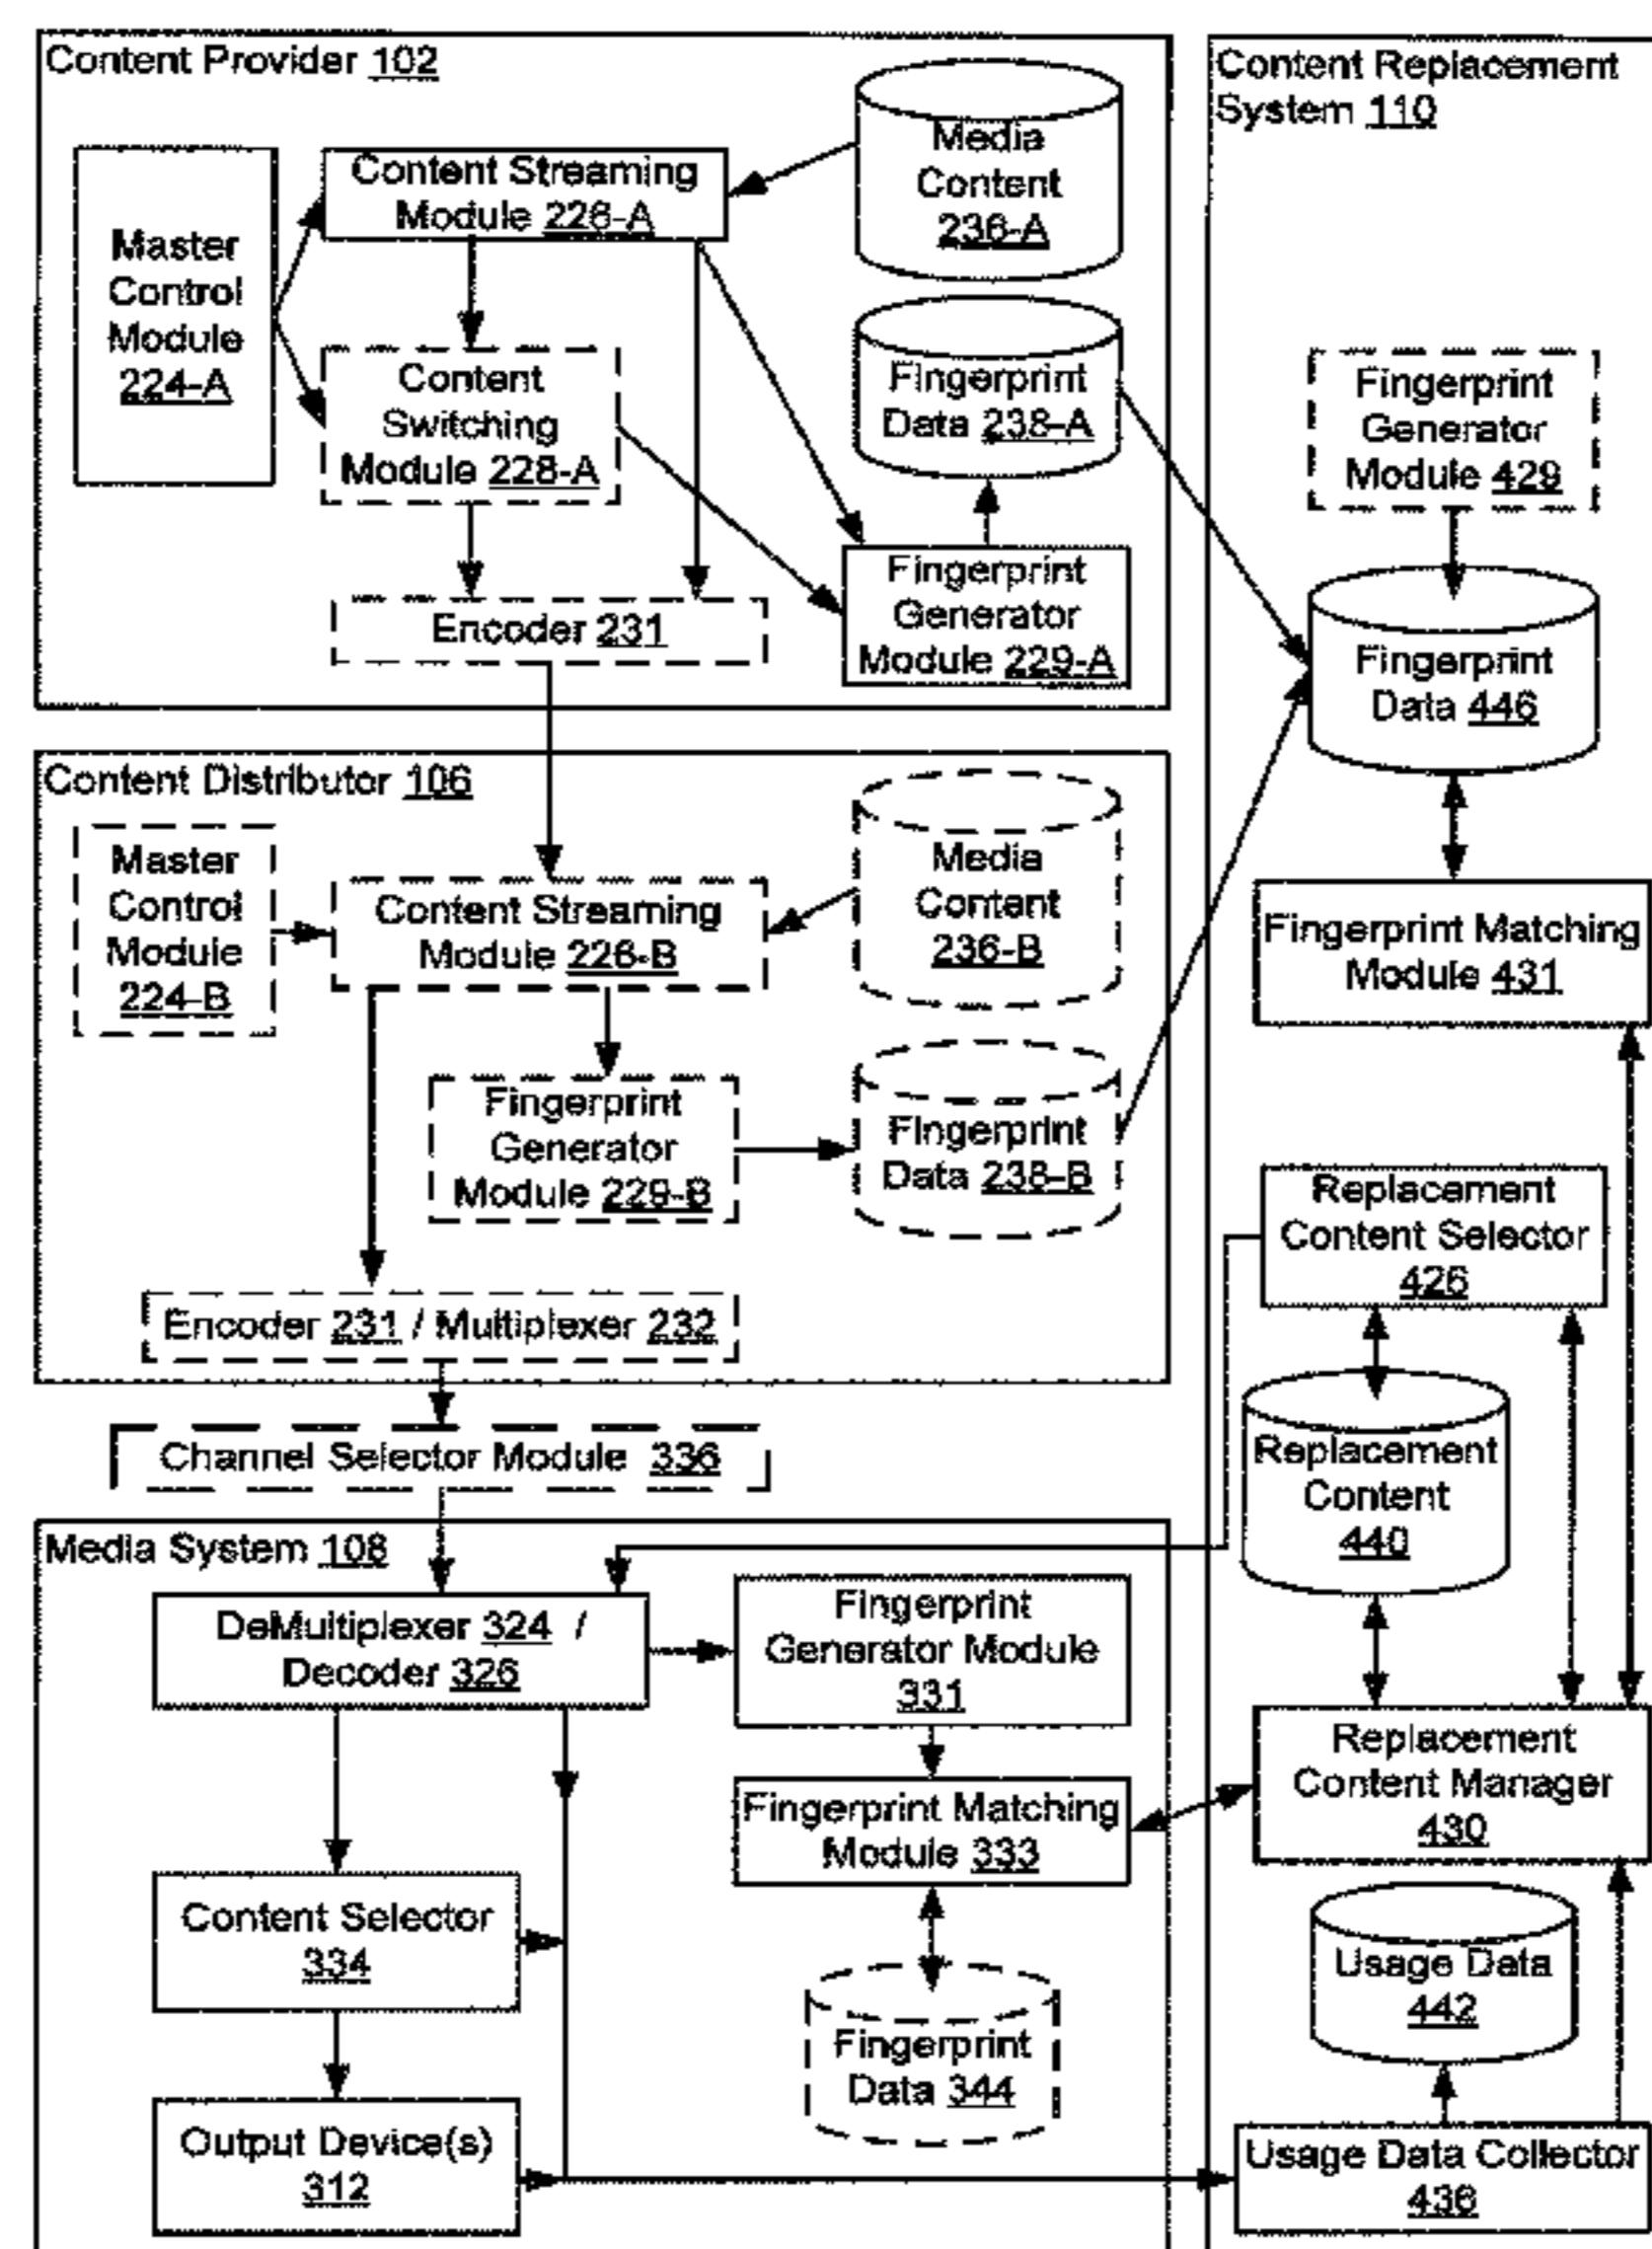 Content Provider 102
Master
Control
Module
224-A
Content Streaming
Module 226-A
Media
Content
236-A
Content
Switching
Module 228-A
Fingerprint
Data 238-A
Encoder 231
Fingerprint
Generator
Module 229-A
Content Distributor 106
Master
Control
Module
224-B
Content Streaming
Module 226-B
Media
Content
236-B
Fingerprint
Generator
Module 229-B
Fingerprint
Data 238-B
Encoder 231 / Multiplexer 232
Channel Selector Module 336
Media System 108
DeMultiplexer 324 /
Decoder 326
Fingerprint
Generator Module
331
Fingerprint Matching
Module 333
Content Selector
334
Fingerprint
Data 344
Output Device(s)
312
Content Replacement
System 110
Fingerprint
Generator
Module 429
Fingerprint
Data 446
Fingerprint Matching
Module 431
Replacement
Content Selector
426
Replacement
Content
440
Replacement
Content Manager
430
Usage Data
442
Usage Data Collector
436